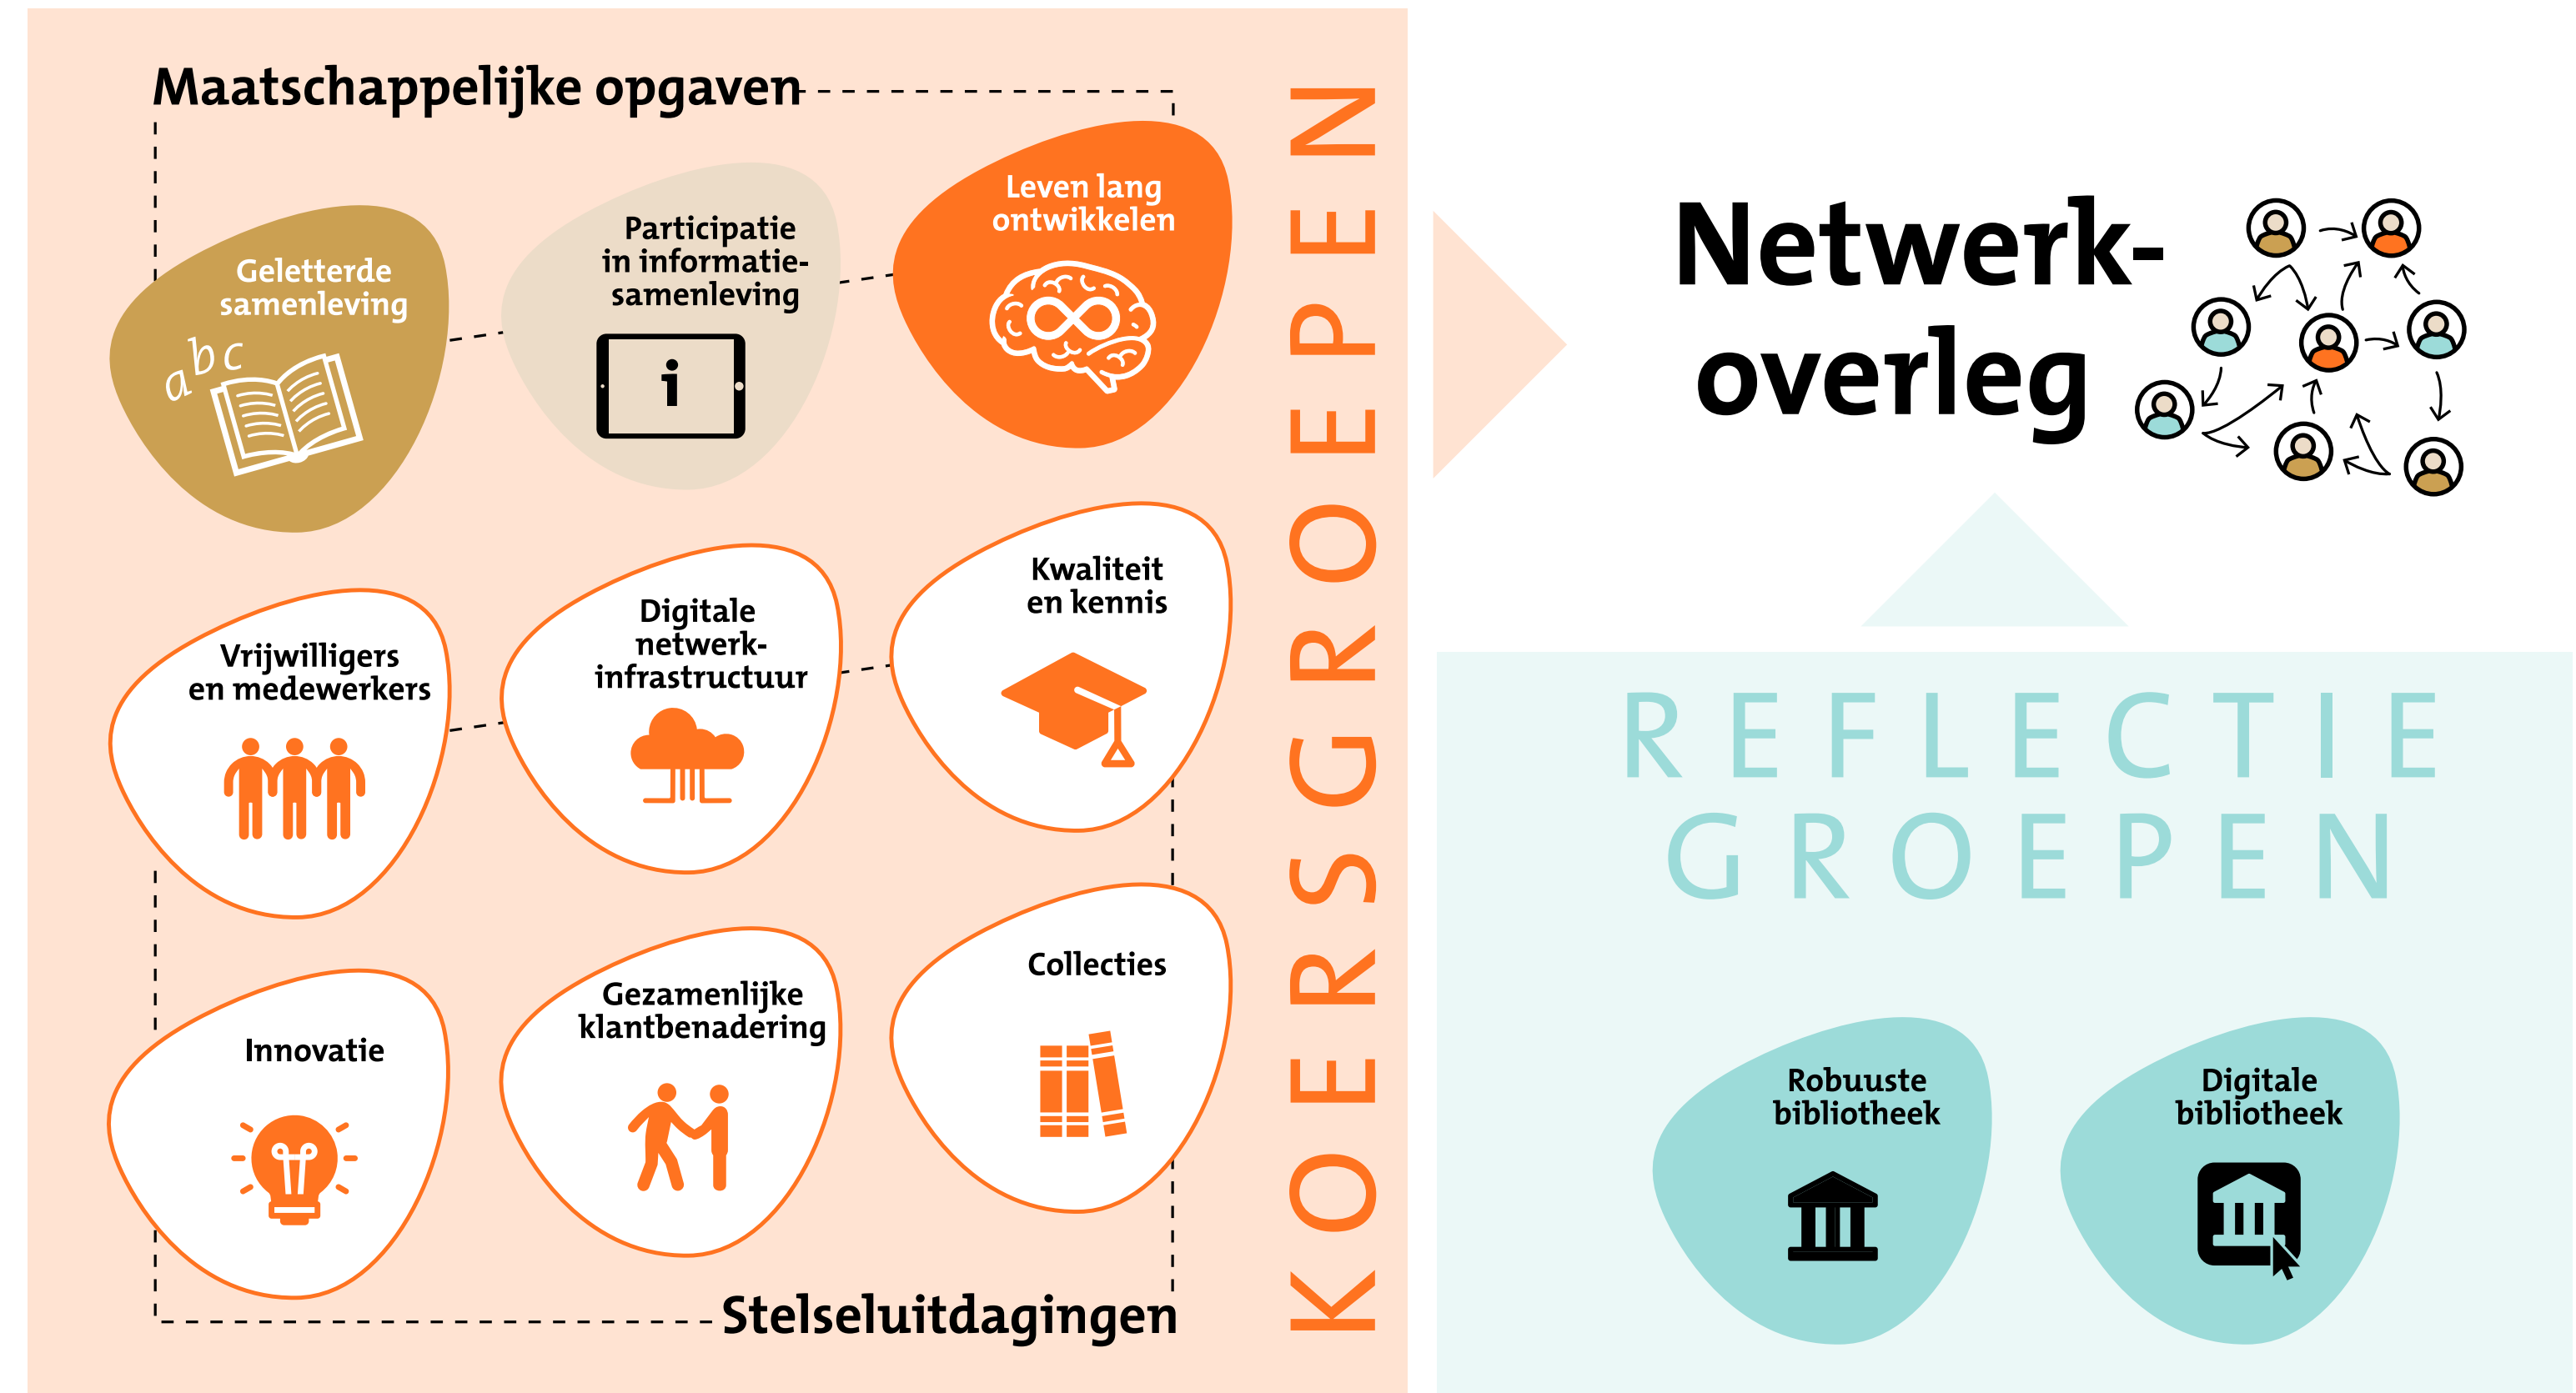 Maatschappelijke opgaven
Geletterde
samenleving
a b c
Participatie
in informatie-
samenleving
i
Leven lang
ontwikkelen
Vrijwilligers
en medewerkers
Digitale
netwerk-
infrastructuur
Kwaliteit
en kennis
Innovatie
Gezamenlijke
klantbenadering
Collecties
Stelseluitdagingen
KOERSGROEPEN
Netwerk-
overleg
REFLECTIE
GROEPEN
Robuuste
bibliotheek
Digitale
bibliotheek